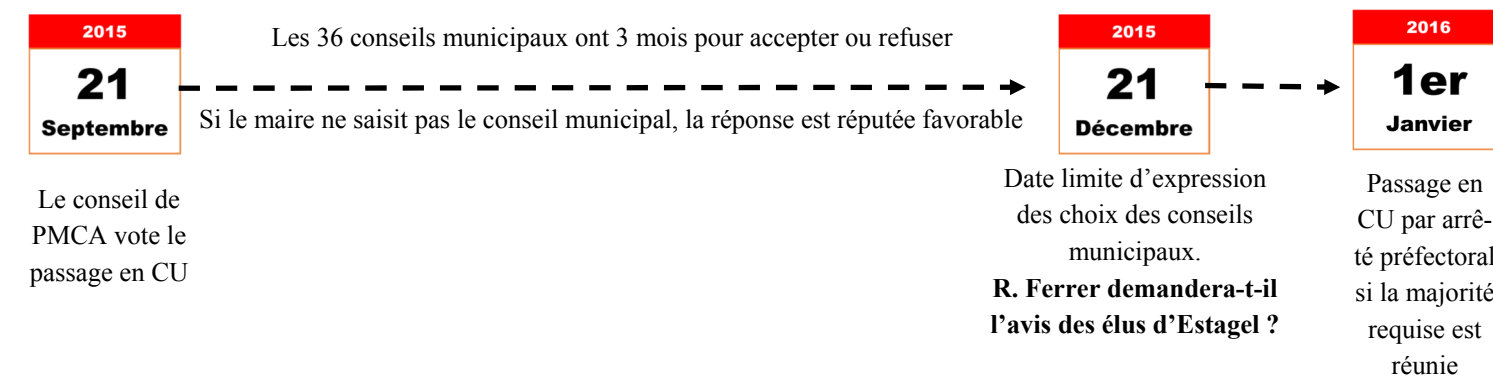 2015
21
Septembre
Le conseil de
PMCA vote le
passage en CU
Les 36 conseils municipaux ont 3 mois pour accepter ou refuser
Si le maire ne saisit pas le conseil municipal, la réponse est réputée favorable
2015
21
Décembre
Date limite d’expression
des choix des conseils
municipaux.
R. Ferrer demandera-t-il
l’avis des élus d’Estagel ?
2016
1er
Janvier
Passage en
CU par arrê-
té préfectoral
si la majorité
requise est
réunie